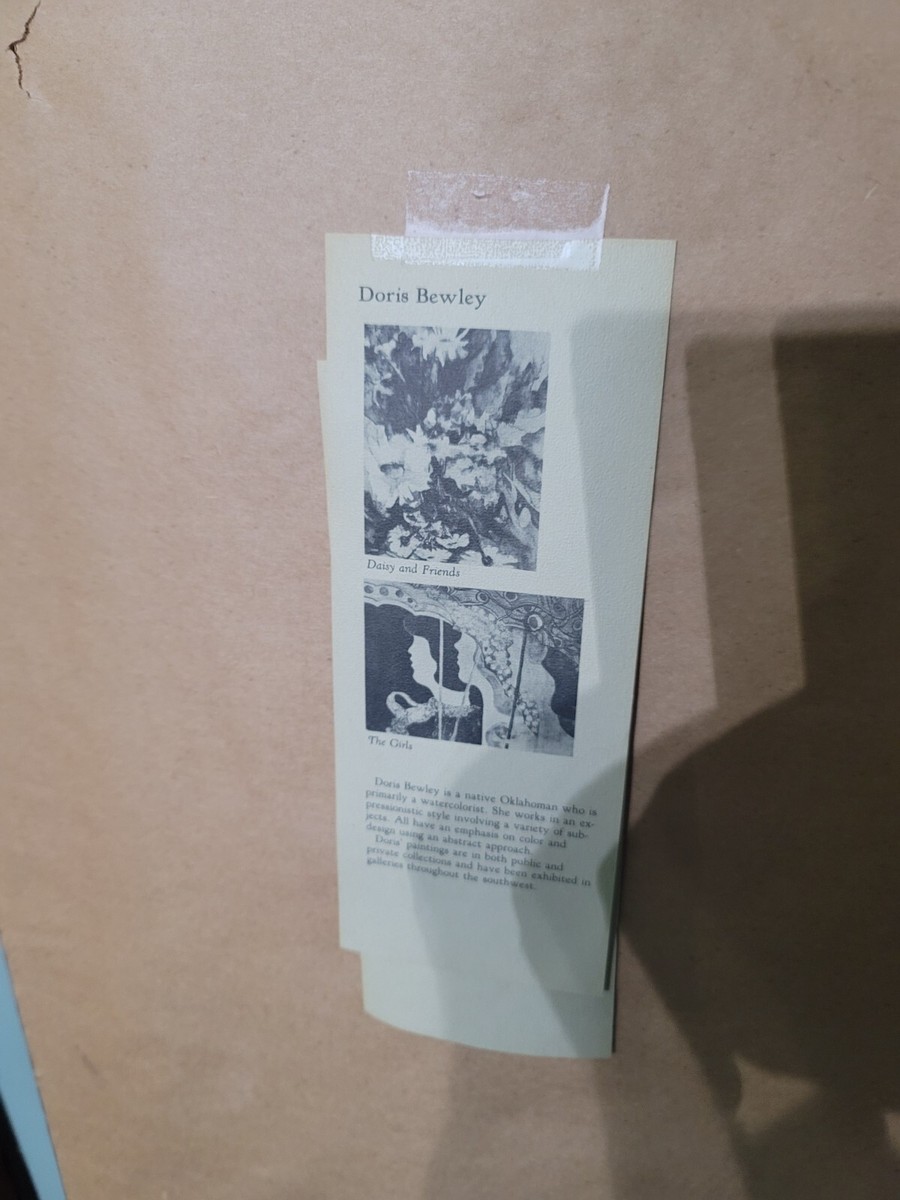 Doris Bewley
Daisy and Friends
The Girls
Doris Bewley is a native Oklahoman who is
primarily a watercolorist. She works in an ex-
pressionistic style involving a variety of sub-
jects. All have an emphasis on color and
design using an abstract approach.
Doris' paintings are in both public and
private collections and have been exhibited in
galleries throughout the southwest.